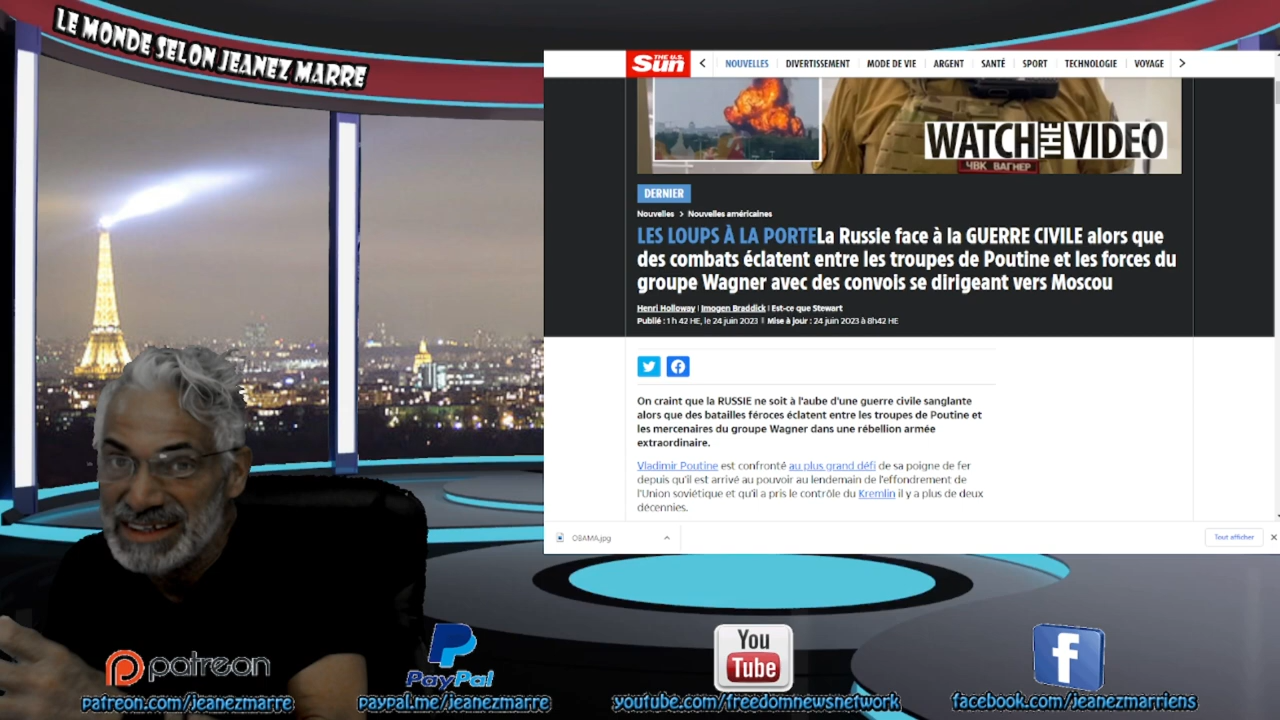 LE MONDE SELON JEANEZ MARRE
THE U.S. Sun
NOUVELLES DIVERTISSEMENT MODE DE VIE ARGENT SANTÉ SPORT TECHNOLOGIE VOYAGE
WATCH THE VIDEO
ЧВК ВАГНЕР
DERNIER
Nouvelles > Nouvelles américaines
LES LOUPS À LA PORTELa Russie face à la GUERRE CIVILE alors que
des combats éclatent entre les troupes de Poutine et les forces du
groupe Wagner avec des convois se dirigeant vers Moscou
Henri Holloway | Imogen Braddick | Est-ce que Stewart
Publié : 1 h 42 HE, le 24 juin 2023 | Mise à jour : 24 juin 2023 à 8h42 HE
On craint que la RUSSIE ne soit à l'aube d'une guerre civile sanglante
alors que des batailles féroces éclatent entre les troupes de Poutine et
les mercenaires du groupe Wagner dans une rébellion armée
extraordinaire.
Vladimir Poutine est confronté au plus grand défi de sa poigne de fer
depuis qu'il est arrivé au pouvoir au lendemain de l'effondrement de
l'Union soviétique et qu'il a pris le contrôle du Kremlin il y a plus de deux
décennies.
OBAMA.jpg
Tout afficher
patreon
PayPal
You
Tube
f
patreon.com/jeanezmarre
paypal.me/jeanezmarre
youtube.com/freedomnewsnetwork
facebook.com/jeanezmarriens